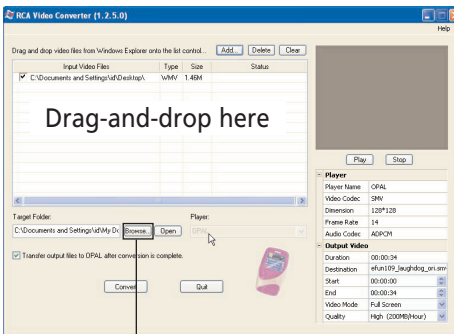 RCA Video Converter (1.2.5.0)
Help
Drag and drop video files from Windows Explorer onto the list control...
Add...
Delete
Clear
Input Video Files Type Size Status
C:\Documents and Settings\id\Desktop\ WMV 1.46M
Drag-and-drop here
Play
Stop
Player
Player Name OPAL
Video Codec SMV
Dimension 128*128
Frame Rate 14
Audio Codec ADPCM
Output Video
Duration 00:00:34
Destination efun109_laughdog_ori.smv
Start 00:00:00
End 00:00:34
Video Mode Full Screen
Quality High (200MB/Hour)
Target Folder:
Player:
C:\Documents and Settings\id\My Do
Browse...
Open
OPAL
Transfer output files to OPAL after conversion is complete.
Convert
Quit